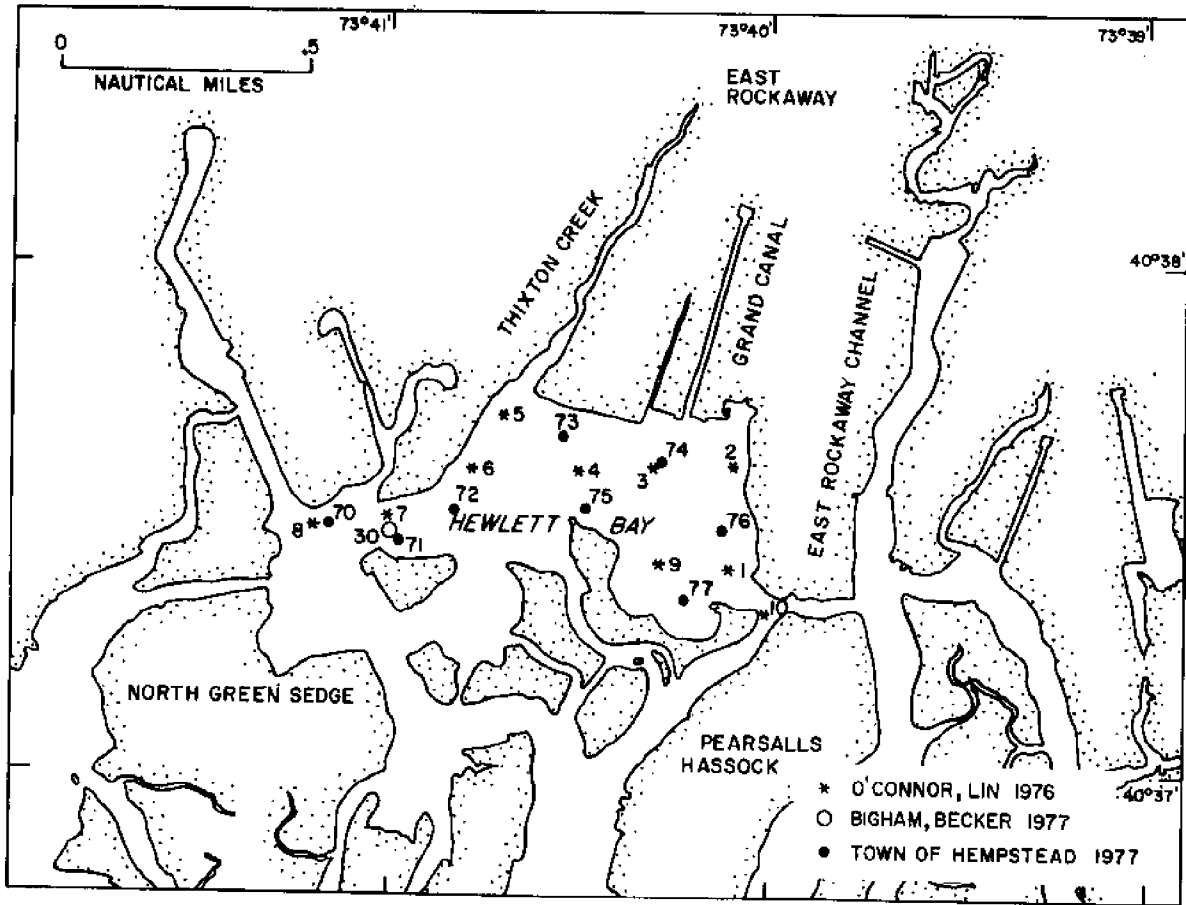 73°41'
73°40'
73°39'
0 .5
NAUTICAL MILES
EAST
ROCKAWAY
THIXTON CREEK
GRAND CANAL
EAST ROCKAWAY CHANNEL
40°38'
5
73
74
2
6
4
3
72
75
HEWLETT BAY
76
8
70
7
30
71
9
1
77
10
NORTH GREEN SEDGE
PEARSALLS
HASSOCK
* O'CONNOR, LIN 1976
40°37'
O BIGHAM, BECKER 1977
● TOWN OF HEMPSTEAD 1977